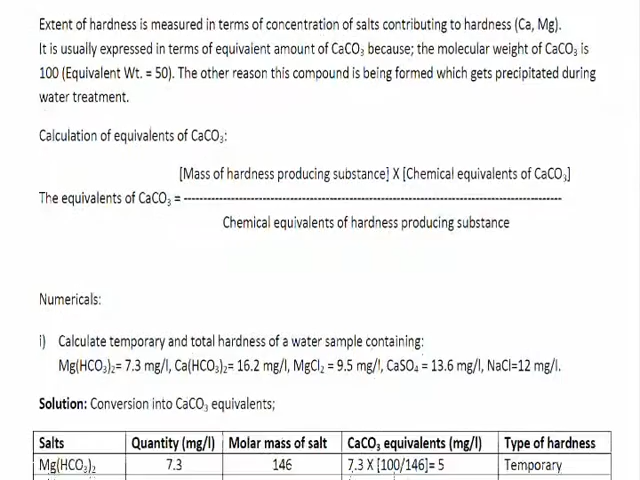 Extent of hardness is measured in terms of concentration of salts contributing to hardness (Ca, Mg).
It is usually expressed in terms of equivalent amount of CaCO₃ because; the molecular weight of CaCO₃ is
100 (Equivalent Wt. = 50). The other reason this compound is being formed which gets precipitated during
water treatment.
Calculation of equivalents of CaCO₃:
[Mass of hardness producing substance] X [Chemical equivalents of CaCO₃]
The equivalents of CaCO₃ = ----------------------------------------------------------------------------------------
Chemical equivalents of hardness producing substance
Numericals:
i) Calculate temporary and total hardness of a water sample containing:
Mg(HCO₃)₂= 7.3 mg/l, Ca(HCO₃)₂= 16.2 mg/l, MgCl₂ = 9.5 mg/l, CaSO₄ = 13.6 mg/l, NaCl=12 mg/l.
Solution: Conversion into CaCO₃ equivalents;
Salts Quantity (mg/l) Molar mass of salt CaCO₃ equivalents (mg/l) Type of hardness
Mg(HCO₃)₂ 7.3 146 7.3 X [100/146]= 5 Temporary